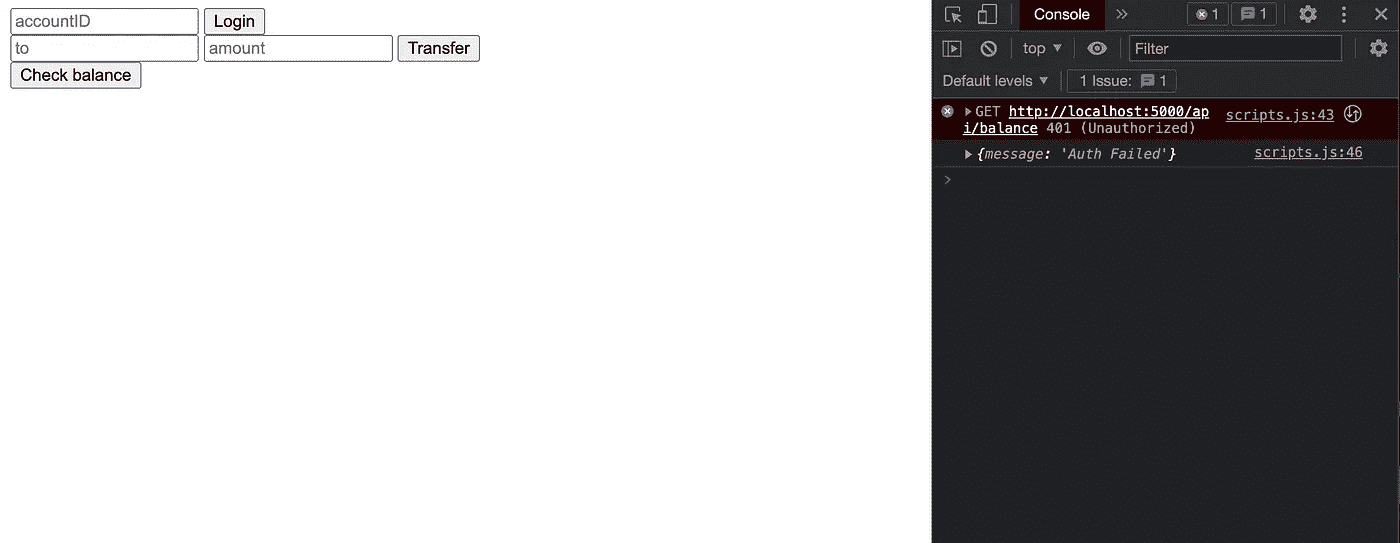 accountID Login
to amount Transfer
Check balance
Console » 1 1
top Filter
Default levels 1 Issue: 1
GET http://localhost:5000/ap scripts.js:43
i/balance 401 (Unauthorized)
{message: 'Auth Failed'} scripts.js:46
>